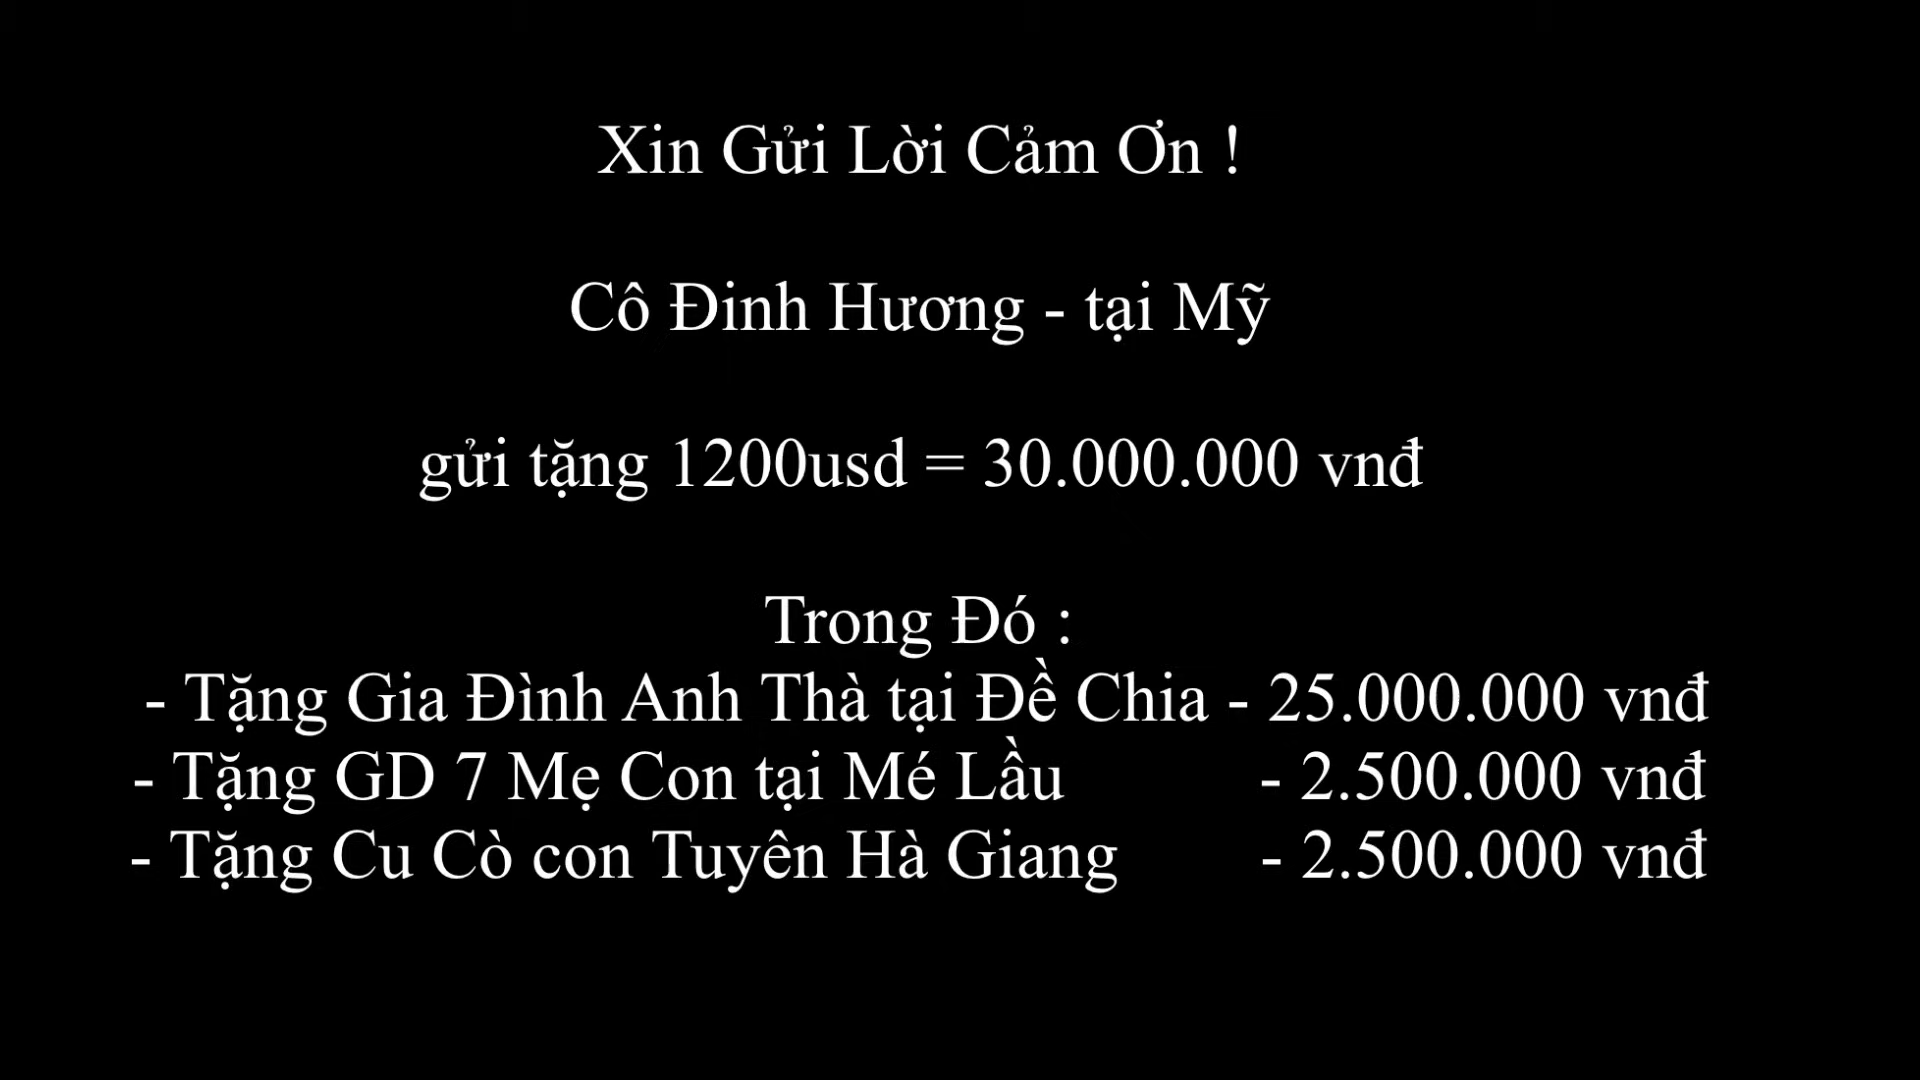 Xin Gửi Lời Cảm Ơn !
Cô Đinh Hương - tại Mỹ
gửi tặng 1200usd = 30.000.000 vnđ
Trong Đó :
- Tặng Gia Đình Anh Thà tại Đề Chia - 25.000.000 vnđ
- Tặng GD 7 Mẹ Con tại Mé Lầu - 2.500.000 vnđ
- Tặng Cu Cò con Tuyên Hà Giang - 2.500.000 vnđ